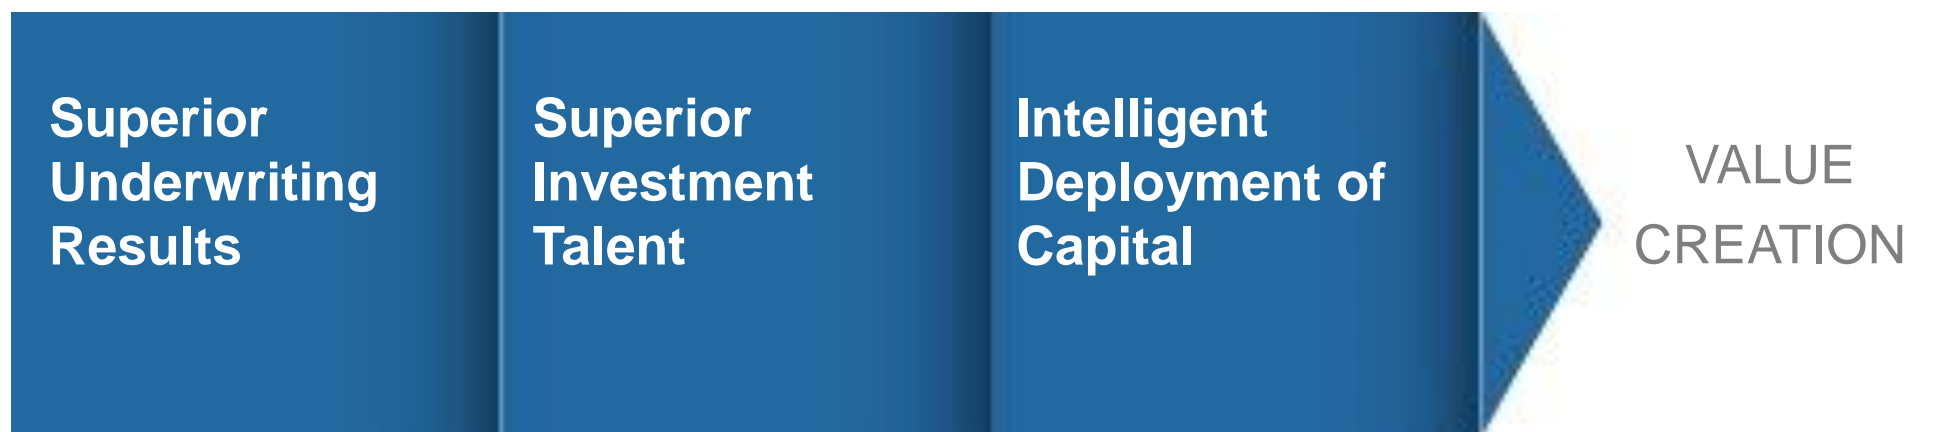 Superior
Underwriting
Results
Superior
Investment
Talent
Intelligent
Deployment of
Capital
VALUE
CREATION